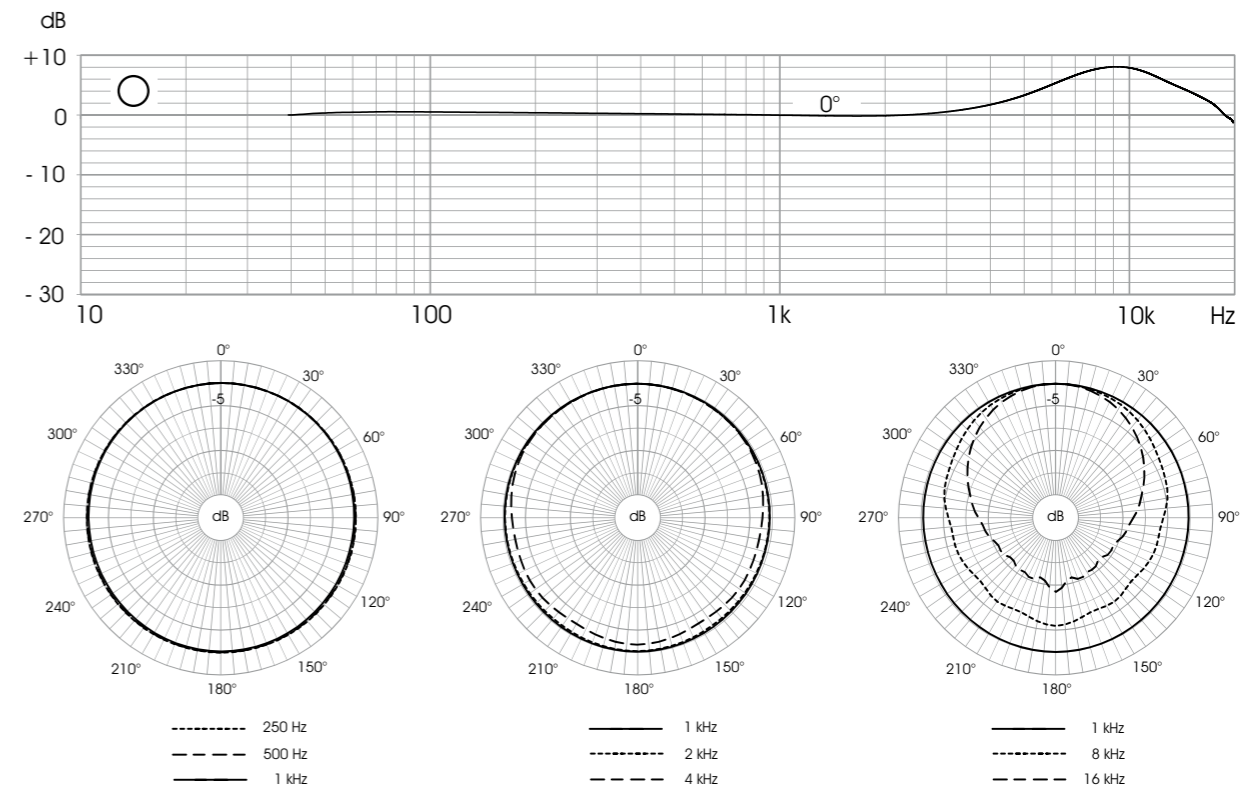 dB
+10
0°
0
- 10
- 20
- 30
10 100 1k 10k Hz
0° 0° 0°
330° 30° 330° 30° 330° 30°
-5 -5 -5
300° 60° 300° 60° 300° 60°
270° dB 90° 270° dB 90° 270° dB 90°
240° 120° 240° 120° 240° 120°
210° 150° 210° 150° 210° 150°
180° 180° 180°
250 Hz 1 kHz 1 kHz
500 Hz 2 kHz 8 kHz
1 kHz 4 kHz 16 kHz